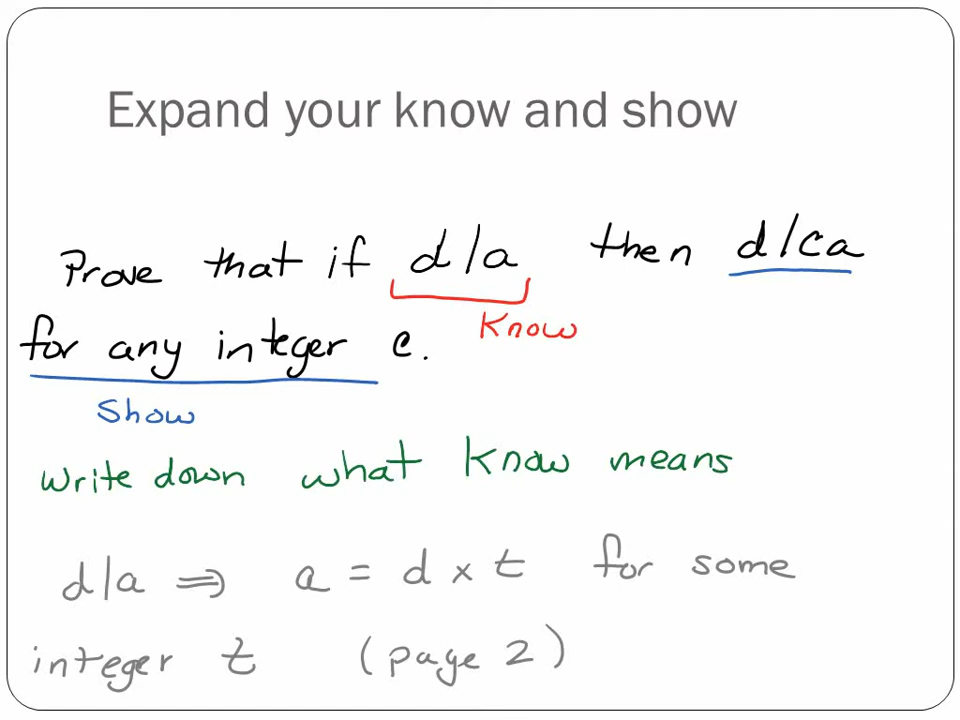 Expand your know and show
Prove that if d/a then d/ca
Know
for any integer c.
Show
Write down what know means
d/a ⟹ a = d × t for some
integer t (page 2)